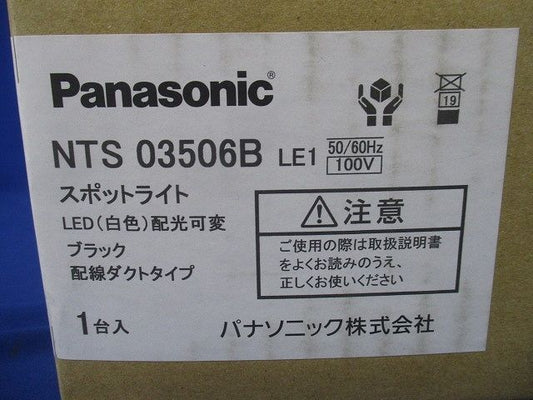 Panasonic®
19
NTS 03506B LE1 50/60Hz
100V
スポットライト
LED(白色)配光可変
ブラック
配線ダクトタイプ
1台入
⚠注意
ご使用の際は取扱説明書
をよくお読みのうえ、
正しくお使いください
パナソニック株式会社